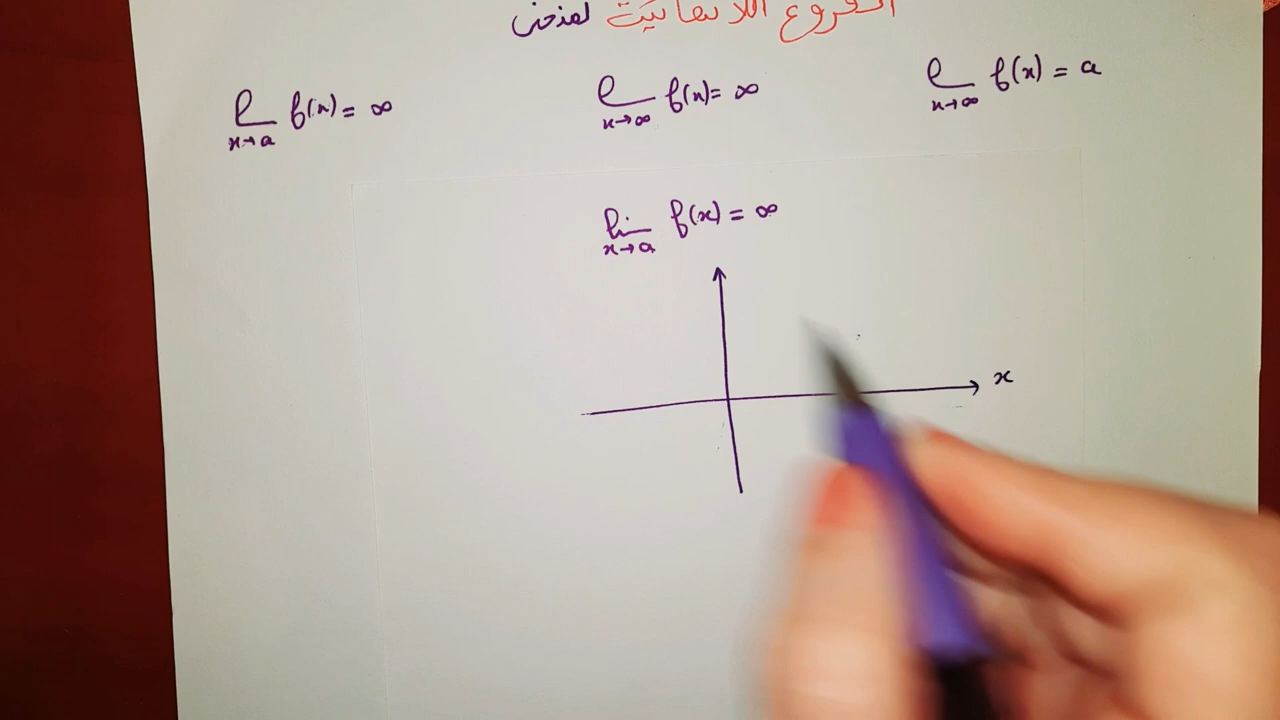 الفروع اللانهائية لمنحنى
lim x→a f(x) = ∞
lim x→∞ f(x) = ∞
lim x→∞ f(x) = a
lim x→a f(x) = ∞
x